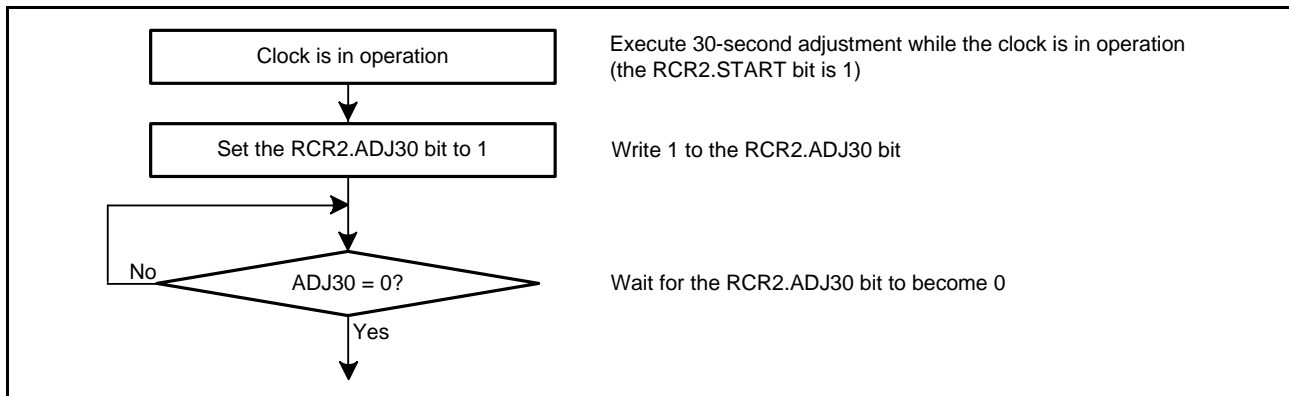 Clock is in operation
Execute 30-second adjustment while the clock is in operation
(the RCR2.START bit is 1)
Set the RCR2.ADJ30 bit to 1
Write 1 to the RCR2.ADJ30 bit
No
ADJ30 = 0?
Wait for the RCR2.ADJ30 bit to become 0
Yes